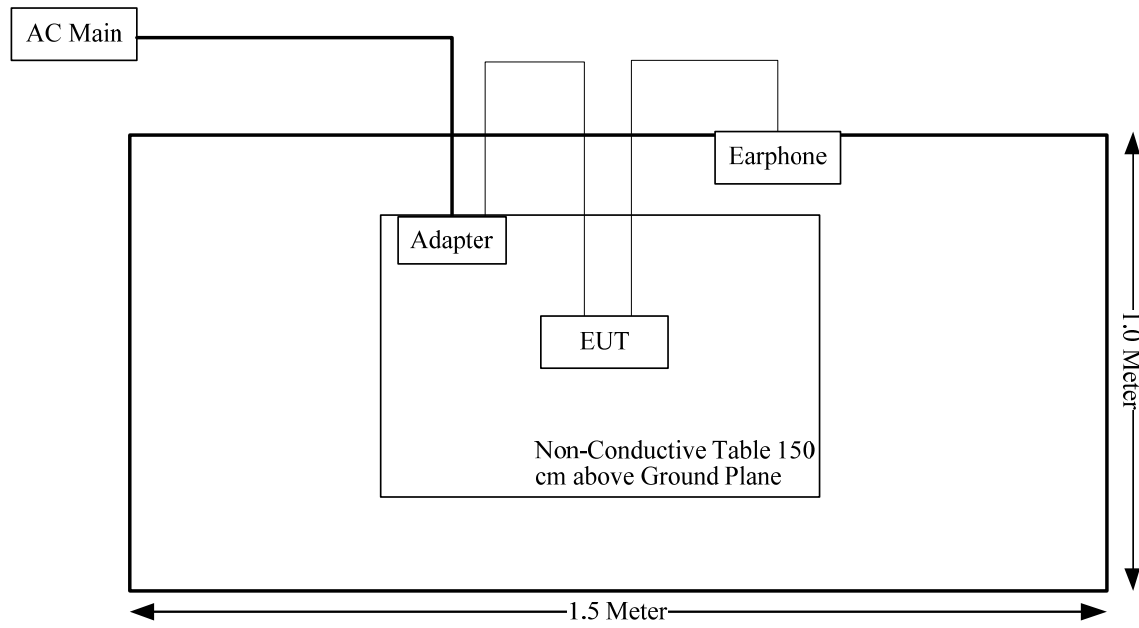 AC Main
Earphone
Adapter
EUT
Non-Conductive Table 150
cm above Ground Plane
1.0 Meter
1.5 Meter